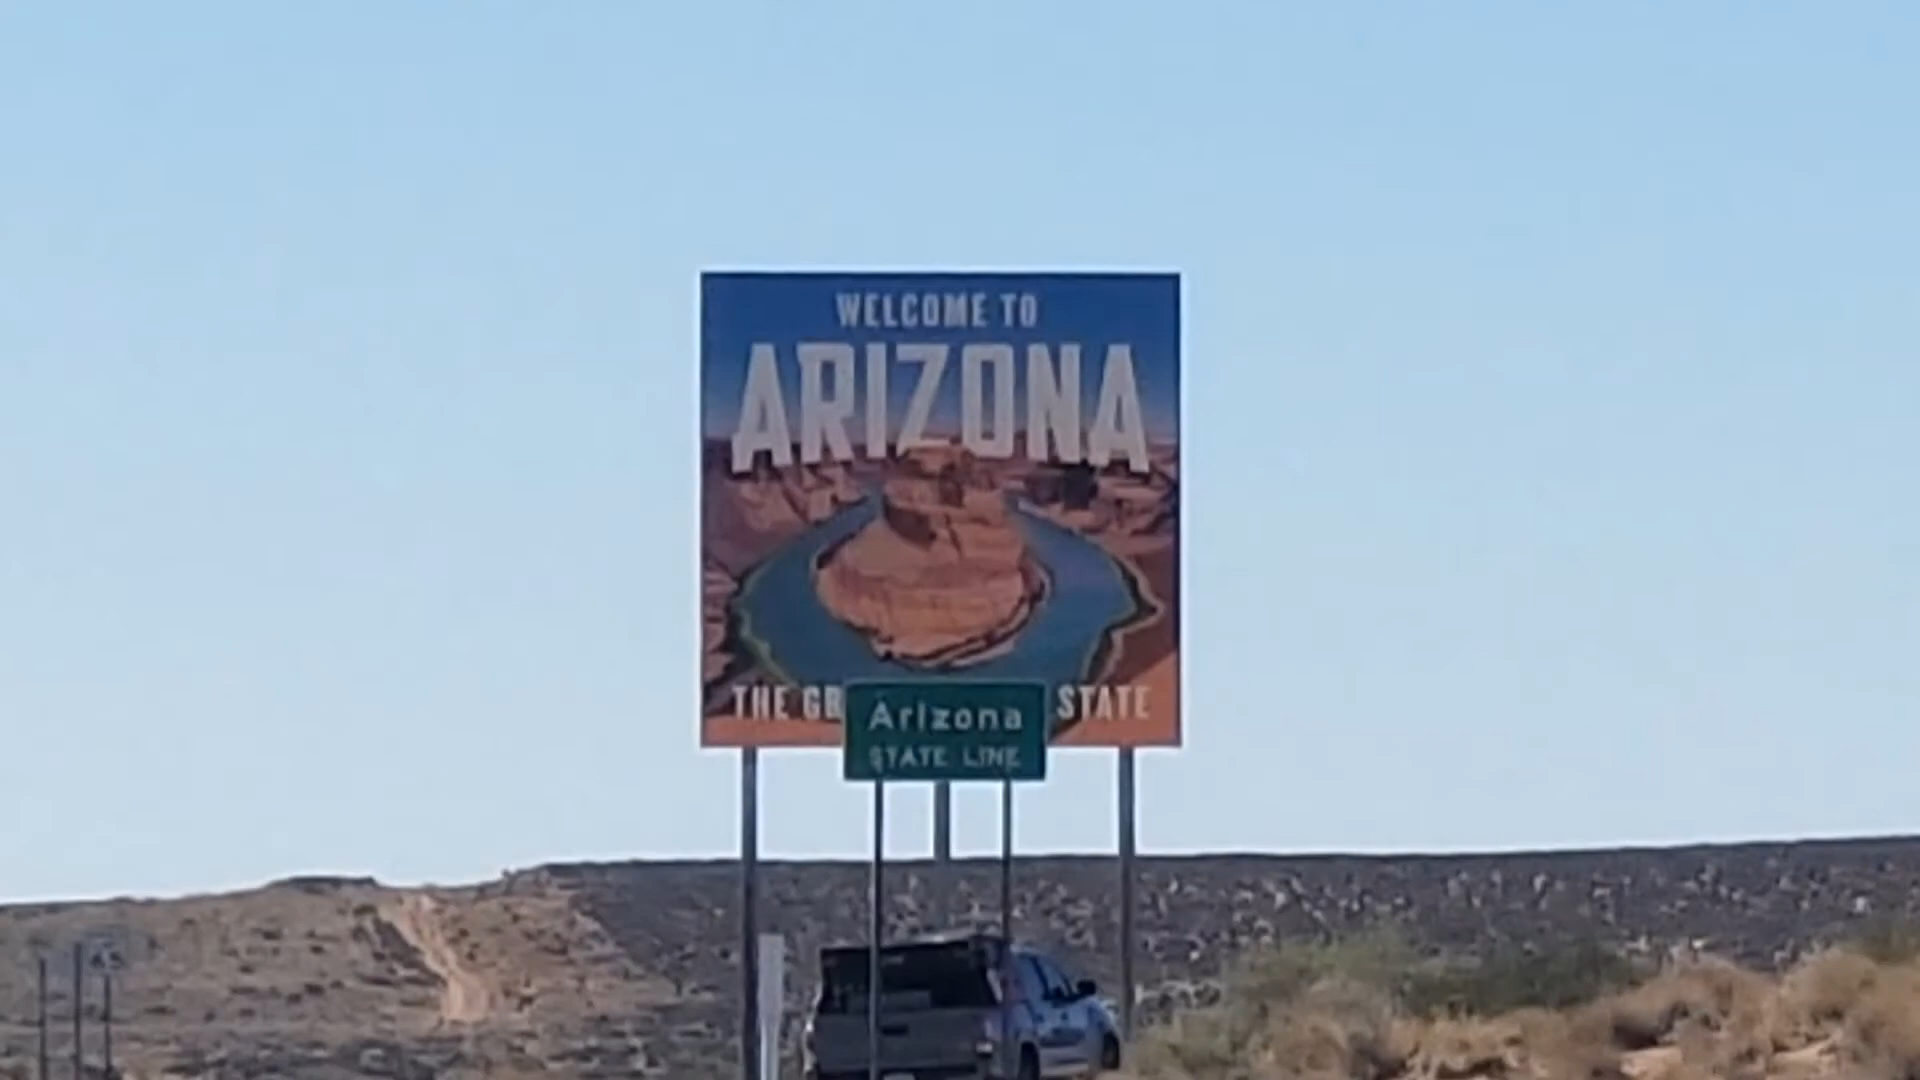 WELCOME TO
ARIZONA
THE GR STATE
Arizona
STATE LINE